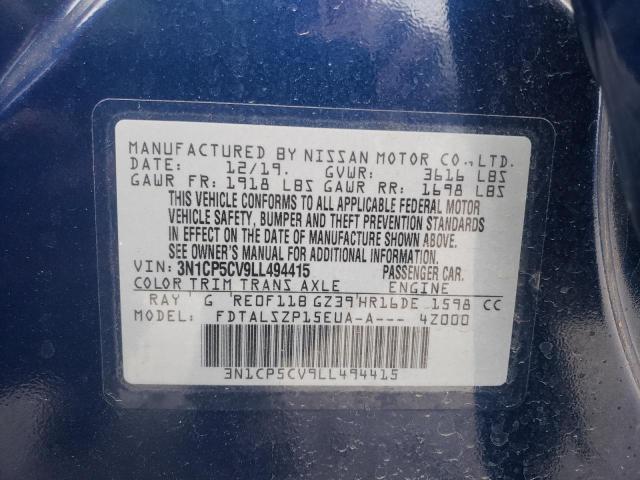 MANUFACTURED BY NISSAN MOTOR CO.,LTD.
DATE: 12/19. GVWR: 3616 LBS
GAWR FR: 1918 LBS GAWR RR: 1698 LBS
THIS VEHICLE CONFORMS TO ALL APPLICABLE FEDERAL MOTOR
VEHICLE SAFETY, BUMPER AND THEFT PREVENTION STANDARDS
IN EFFECT ON THE DATE OF MANUFACTURE SHOWN ABOVE.
SEE OWNER'S MANUAL FOR ADDITIONAL INFORMATION.
VIN: 3N1CP5CV9LL494415 PASSENGER CAR.
COLOR TRIM TRANS AXLE ENGINE
RAY G RE0F11B GZ39 HR16DE 1598 CC
MODEL: FDTALSZP15EUA-A--- 4Z000
3N1CP5CV9LL494415